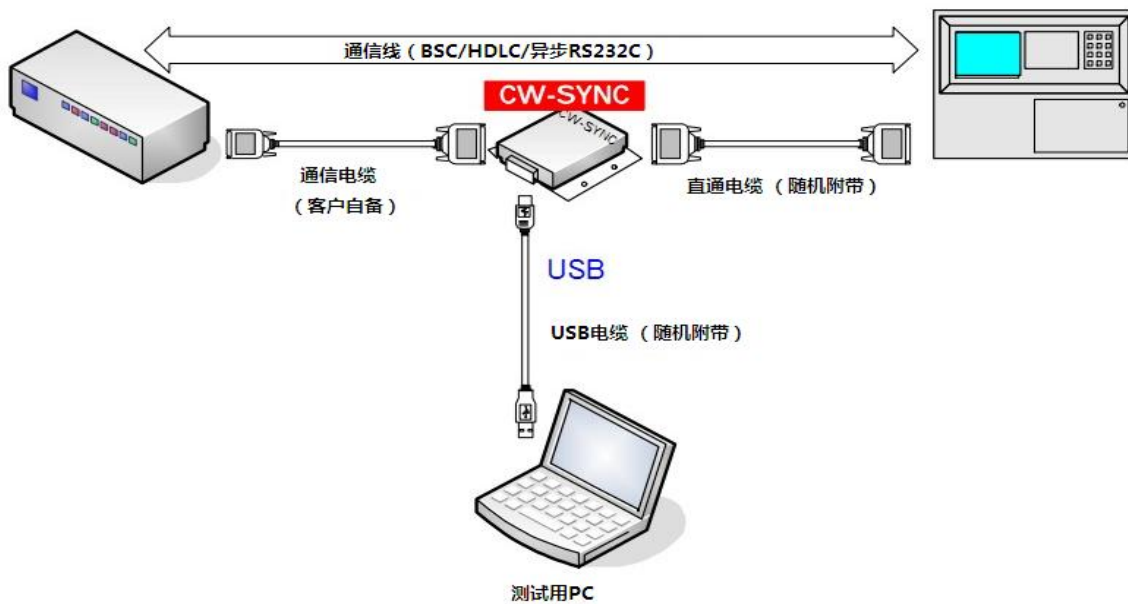 通信线（BSC/HDLC/异步RS232C）
CW-SYNC
CW-SYNC
通信电缆
（客户自备）
直通电缆 （随机附带）
USB
USB电缆 （随机附带）
测试用PC